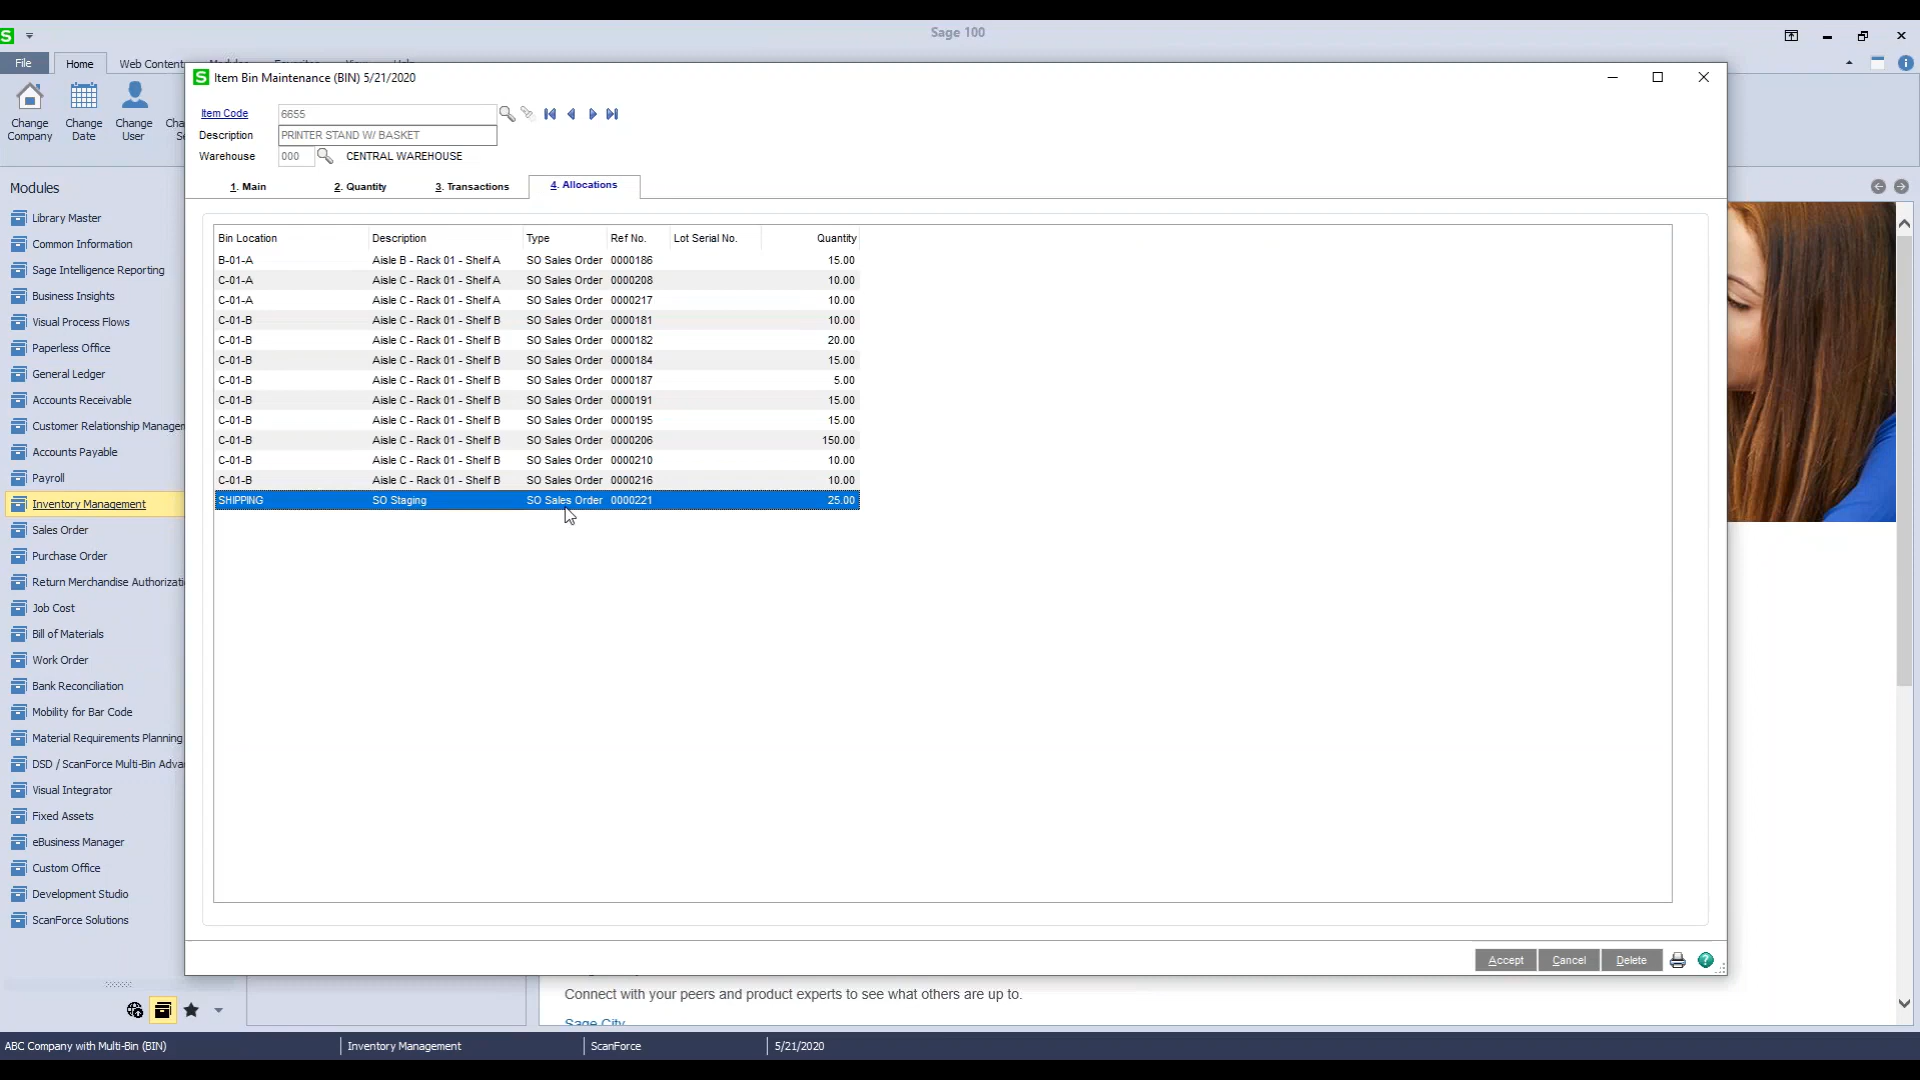 S
Sage 100
File Home Web Content
Change Company
Change Date
Change User
S Item Bin Maintenance (BIN) 5/21/2020
Item Code 6655
Description PRINTER STAND W/ BASKET
Warehouse 000 CENTRAL WAREHOUSE
1. Main 2. Quantity 3. Transactions 4. Allocations
Bin Location Description Type Ref No. Lot Serial No. Quantity
B-01-A Aisle B - Rack 01 - Shelf A SO Sales Order 0000186 15.00
C-01-A Aisle C - Rack 01 - Shelf A SO Sales Order 0000208 10.00
C-01-A Aisle C - Rack 01 - Shelf A SO Sales Order 0000217 10.00
C-01-B Aisle C - Rack 01 - Shelf B SO Sales Order 0000181 10.00
C-01-B Aisle C - Rack 01 - Shelf B SO Sales Order 0000182 20.00
C-01-B Aisle C - Rack 01 - Shelf B SO Sales Order 0000184 15.00
C-01-B Aisle C - Rack 01 - Shelf B SO Sales Order 0000187 5.00
C-01-B Aisle C - Rack 01 - Shelf B SO Sales Order 0000191 15.00
C-01-B Aisle C - Rack 01 - Shelf B SO Sales Order 0000195 15.00
C-01-B Aisle C - Rack 01 - Shelf B SO Sales Order 0000206 150.00
C-01-B Aisle C - Rack 01 - Shelf B SO Sales Order 0000210 10.00
C-01-B Aisle C - Rack 01 - Shelf B SO Sales Order 0000216 10.00
SHIPPING SO Staging SO Sales Order 0000221 25.00
Accept Cancel Delete
Modules
Library Master
Common Information
Sage Intelligence Reporting
Business Insights
Visual Process Flows
Paperless Office
General Ledger
Accounts Receivable
Customer Relationship Managem
Accounts Payable
Payroll
Inventory Management
Sales Order
Purchase Order
Return Merchandise Authorizati
Job Cost
Bill of Materials
Work Order
Bank Reconciliation
Mobility for Bar Code
Material Requirements Planning
DSD / ScanForce Multi-Bin Adva
Visual Integrator
Fixed Assets
eBusiness Manager
Custom Office
Development Studio
ScanForce Solutions
Connect with your peers and product experts to see what others are up to.
Sage City
ABC Company with Multi-Bin (BIN) Inventory Management ScanForce 5/21/2020